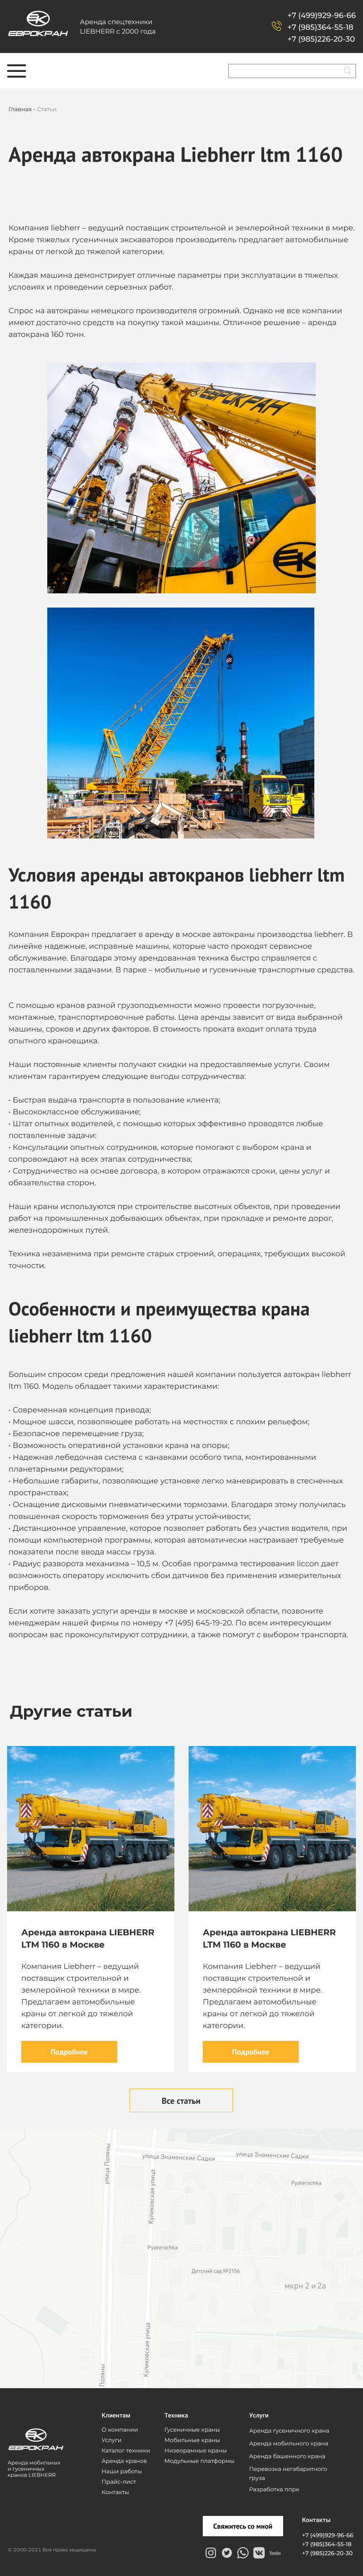 ЕВРОКРАН
Аренда спецтехники
LIEBHERR с 2000 года
+7 (499)929-96-66
+7 (985)364-55-18
+7 (985)226-20-30
Главная - Статьи
Аренда автокрана Liebherr ltm 1160
Компания liebherr – ведущий поставщик строительной и землеройной техники в мире.
Кроме тяжелых гусеничных экскаваторов производитель предлагает автомобильные
краны от легкой до тяжелой категории.
Каждая машина демонстрирует отличные параметры при эксплуатации в тяжелых
условиях и проведении серьезных работ.
Спрос на автокраны немецкого производителя огромный. Однако не все компании
имеют достаточно средств на покупку такой машины. Отличное решение – аренда
автокрана 160 тонн.
Условия аренды автокранов liebherr ltm
1160
Компания Еврокран предлагает в аренду в москве автокраны производства liebherr. В
линейке надежные, исправные машины, которые часто проходят сервисное
обслуживание. Благодаря этому арендованная техника быстро справляется с
поставленными задачами. В парке – мобильные и гусеничные транспортные средства.
С помощью кранов разной грузоподъемности можно провести погрузочные,
монтажные, транспортировочные работы. Цена аренды зависит от вида выбранной
машины, сроков и других факторов. В стоимость проката входит оплата труда
опытного крановщика.
Наши постоянные клиенты получают скидки на предоставляемые услуги. Своим
клиентам гарантируем следующие выгоды сотрудничества:
• Быстрая выдача транспорта в пользование клиента;
• Высококлассное обслуживание;
• Штат опытных водителей, с помощью которых эффективно проводятся любые
поставленные задачи:
• Консультации опытных сотрудников, которые помогают с выбором крана и
сопровождают на всех этапах сотрудничества;
• Сотрудничество на основе договора, в котором отражаются сроки, цены услуг и
обязательства сторон.
Наши краны используются при строительстве высотных объектов, при проведении
работ на промышленных добывающих объектах, при прокладке и ремонте дорог,
железнодорожных путей.
Техника незаменима при ремонте старых строений, операциях, требующих высокой
точности.
Особенности и преимущества крана
liebherr ltm 1160
Большим спросом среди предложения нашей компании пользуется автокран liebherr
ltm 1160. Модель обладает такими характеристиками:
• Современная концепция привода;
• Мощное шасси, позволяющее работать на местностях с плохим рельефом;
• Безопасное перемещение груза;
• Возможность оперативной установки крана на опоры;
• Надежная лебедочная система с канавками особого типа, монтированными
планетарными редукторами;
• Небольшие габариты, позволяющие установке легко маневрировать в стесненных
пространствах;
• Оснащение дисковыми пневматическими тормозами. Благодаря этому получилась
повышенная скорость торможения без утраты устойчивости;
• Дистанционное управление, которое позволяет работать без участия водителя, при
помощи компьютерной программы, которая автоматически настраивает требуемые
показатели после ввода массы груза.
• Радиус разворота механизма – 10,5 м. Особая программа тестирования liccon дает
возможность оператору исключить сбои датчиков без применения измерительных
приборов.
Если хотите заказать услуги аренды в москве и московской области, позвоните
менеджерам нашей фирмы по номеру +7 (495) 645-19-20. По всем интересующим
вопросам вас проконсультируют сотрудники, а также помогут с выбором транспорта.
Другие статьи
Аренда автокрана LIEBHERR
LTM 1160 в Москве
Компания Liebherr – ведущий
поставщик строительной и
землеройной техники в мире.
Предлагаем автомобильные
краны от легкой до тяжелой
категории.
Подробнее
Аренда автокрана LIEBHERR
LTM 1160 в Москве
Компания Liebherr – ведущий
поставщик строительной и
землеройной техники в мире.
Предлагаем автомобильные
краны от легкой до тяжелой
категории.
Подробнее
Все статьи
улица Поляны
улица Знаменские Садки
улица Знаменские Садки
Куликовская улица
Pyaterochka
Pyaterochka
Детский сад №2156
мкрн 2 и 2а
Куликовская улица
Поляны
ЕВРОКРАН
Аренда мобильных
и гусеничных
кранов LIEBHERR
Клиентам
О компании
Услуги
Каталог техники
Аренда кранов
Наши работы
Прайс-лист
Контакты
Техника
Гусеничные краны
Мобильные краны
Низкорамные краны
Модульные платформы
Услуги
Аренда гусеничного крана
Аренда мобильного крана
Аренда башенного крана
Перевозка негабаритного
груза
Разработка ппрк
Свяжитесь со мной
Контакты
+7 (499)929-96-66
+7 (985)364-55-18
+7 (985)226-20-30
© 2000-2021 Все права защищены